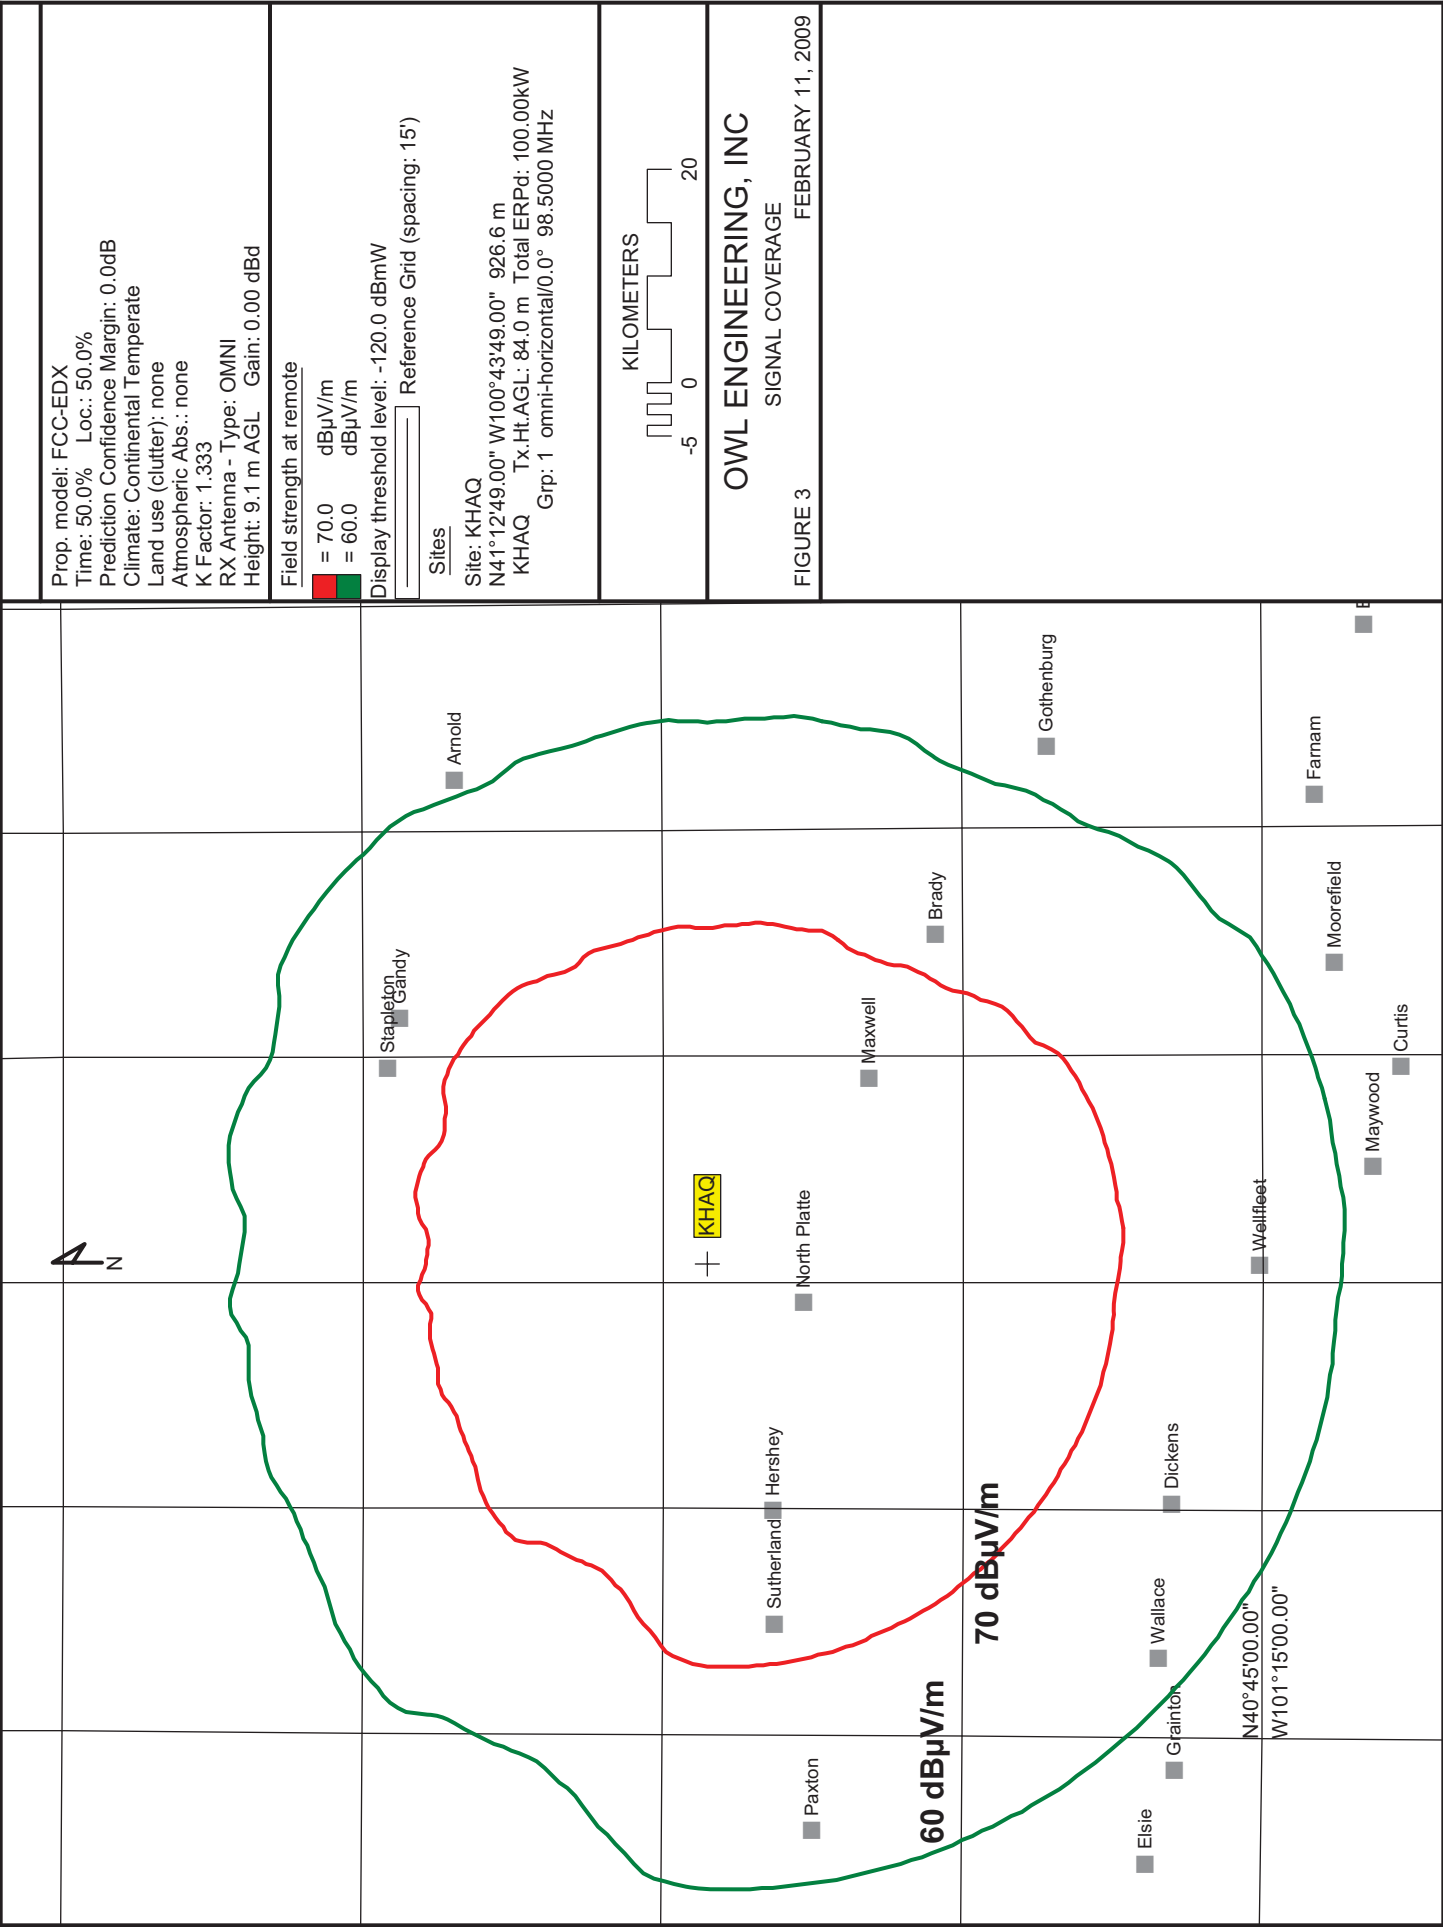 Prop. model: FCC-EDX
Time: 50.0% Loc.: 50.0%
Prediction Confidence Margin: 0.0dB
Climate: Continental Temperate
Land use (clutter): none
Atmospheric Abs.: none
K Factor: 1.333
RX Antenna - Type: OMNI
Height: 9.1 m AGL Gain: 0.00 dBd
Field strength at remote
= 70.0 dBµV/m
= 60.0 dBµV/m
Display threshold level: -120.0 dBmW
Reference Grid (spacing: 15')
Sites
Site: KHAQ
N41°12'49.00" W100°43'49.00" 926.6 m
KHAQ Tx.Ht.AGL: 84.0 m Total ERPd: 100.00kW
Grp: 1 omni-horizontal/0.0° 98.5000 MHz
KILOMETERS
-5 0 20
OWL ENGINEERING, INC
SIGNAL COVERAGE
FIGURE 3 FEBRUARY 11, 2009
N
Stapleton
Gandy
Arnold
KHAQ
North Platte
Hershey
Sutherland
Paxton
Maxwell
Brady
60 dBµV/m
70 dBµV/m
Gothenburg
Elsie
Wallace
Grainton
Dickens
N40°45'00.00"
W101°15'00.00"
Wellfleet
Farnam
Moorefield
Maywood
Curtis